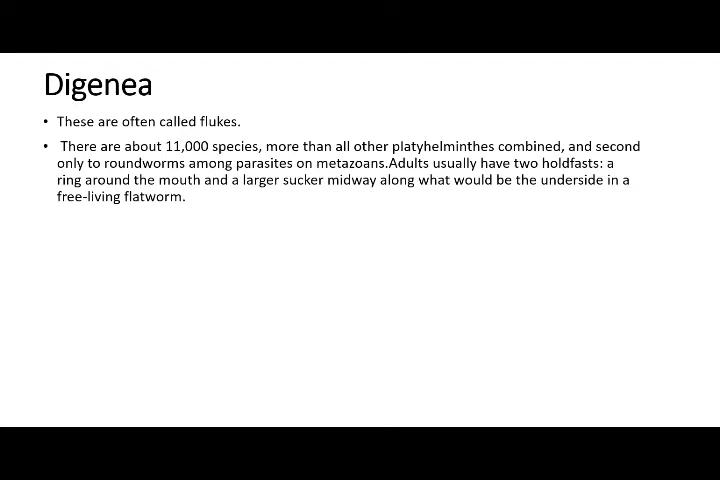 Digenea
• These are often called flukes.
• There are about 11,000 species, more than all other platyhelminthes combined, and second
only to roundworms among parasites on metazoans.Adults usually have two holdfasts: a
ring around the mouth and a larger sucker midway along what would be the underside in a
free-living flatworm.